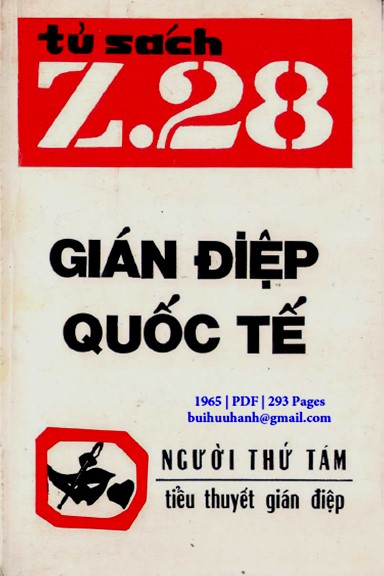 tủ sách
Z.28
GIÁN ĐIỆP
QUỐC TẾ
1965 | PDF | 293 Pages
buihuuhanh@gmail.com
NGƯỜI THỨ TÁM
tiểu thuyết gián điệp